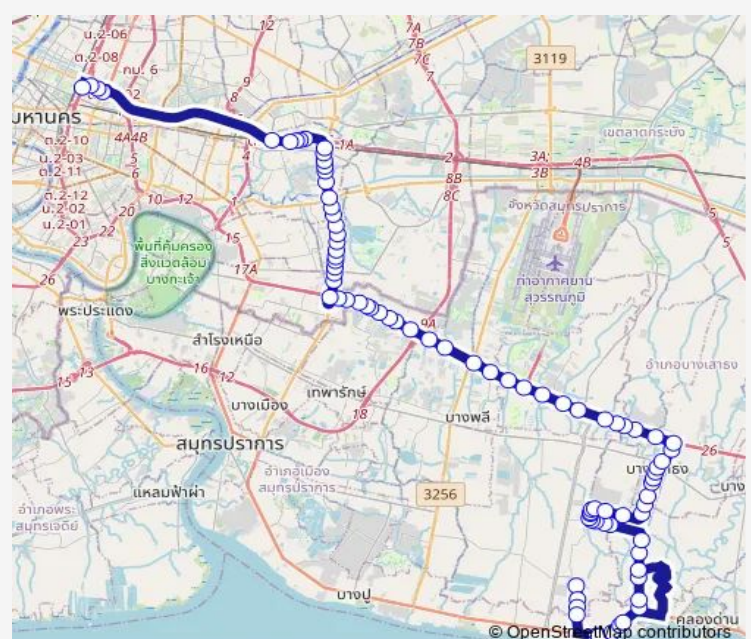 น.2-06
ต.2-08
กม. 6
12
7A
7B
7C
7
3119
9
8
มหานคร
4A4B
1A
เขตลาดกระบัง
ต.2-10
น.2-03
ต.2-11
5
6
4
2
3A;
3B
4B
ต.2-12
น.2-02
น.2-01
10
12
1
8B
8C
จังหวัดสมุทรปราการ
5
5
20
22
23
15
พื้นที่คุ้มครอง
สิ่งแวดล้อม
บางกะเจ้า
26
17A
ท่าอากาศยาน
สุวรรณภูมิ
พระประแดง
สำโรงเหนือ
9A
อำเภอบางเสาธง
15
13
16
12
เทพารักษ์
18
บางเมือง
บางพลี
26
สมุทรปราการ
อำเภอเมือง
สมุทรปราการ
แหลมฟ้าผ่า
3256
อำเภอพระ
สมุทรเจดีย์
บางปู
คลองด่าน
© OpenStreetMap contributors